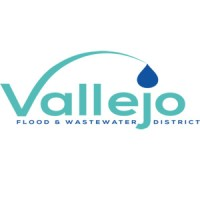 Vallejo
FLOOD & WASTEWATER DISTRICT